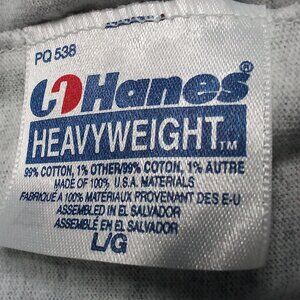 PQ 538
Hanes®
HEAVYWEIGHT™
99% COTTON, 1% OTHER/99% COTON, 1% AUTRE
MADE OF 100% U.S.A. MATERIALS
FABRIQUÉ A 100% MATERIAUX PROVENANT DES E-U
ASSEMBLED IN EL SALVADOR
ASSEMBLÉ EN EL SALVADOR
L/G